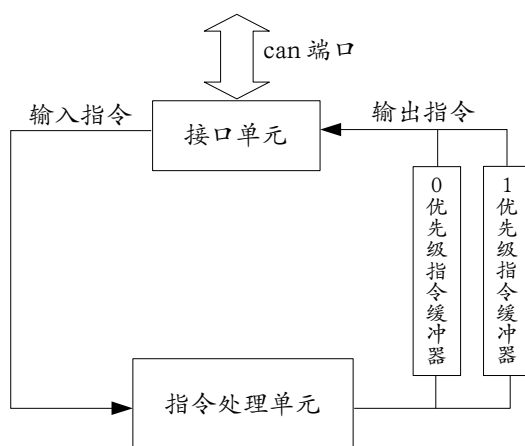 can 端口
输入指令
接口单元
输出指令
0优先级指令缓冲器
1优先级指令缓冲器
指令处理单元